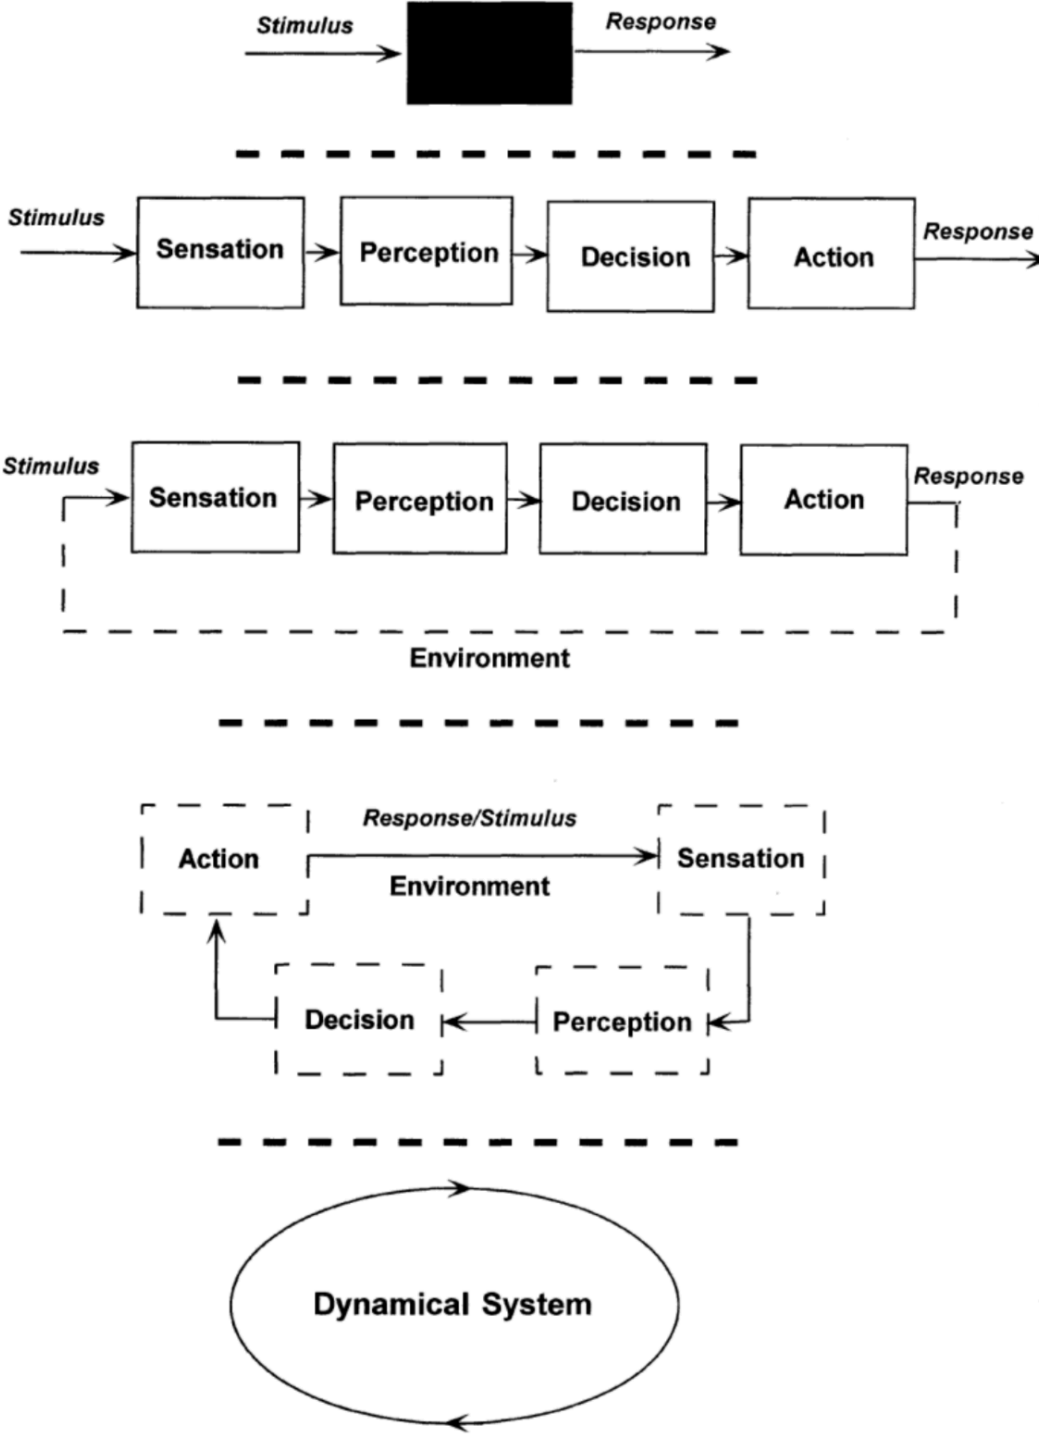 Stimulus
Response
Stimulus
Sensation
Perception
Decision
Action
Response
Stimulus
Sensation
Perception
Decision
Action
Response
Environment
Action
Response/Stimulus
Environment
Sensation
Decision
Perception
Dynamical System